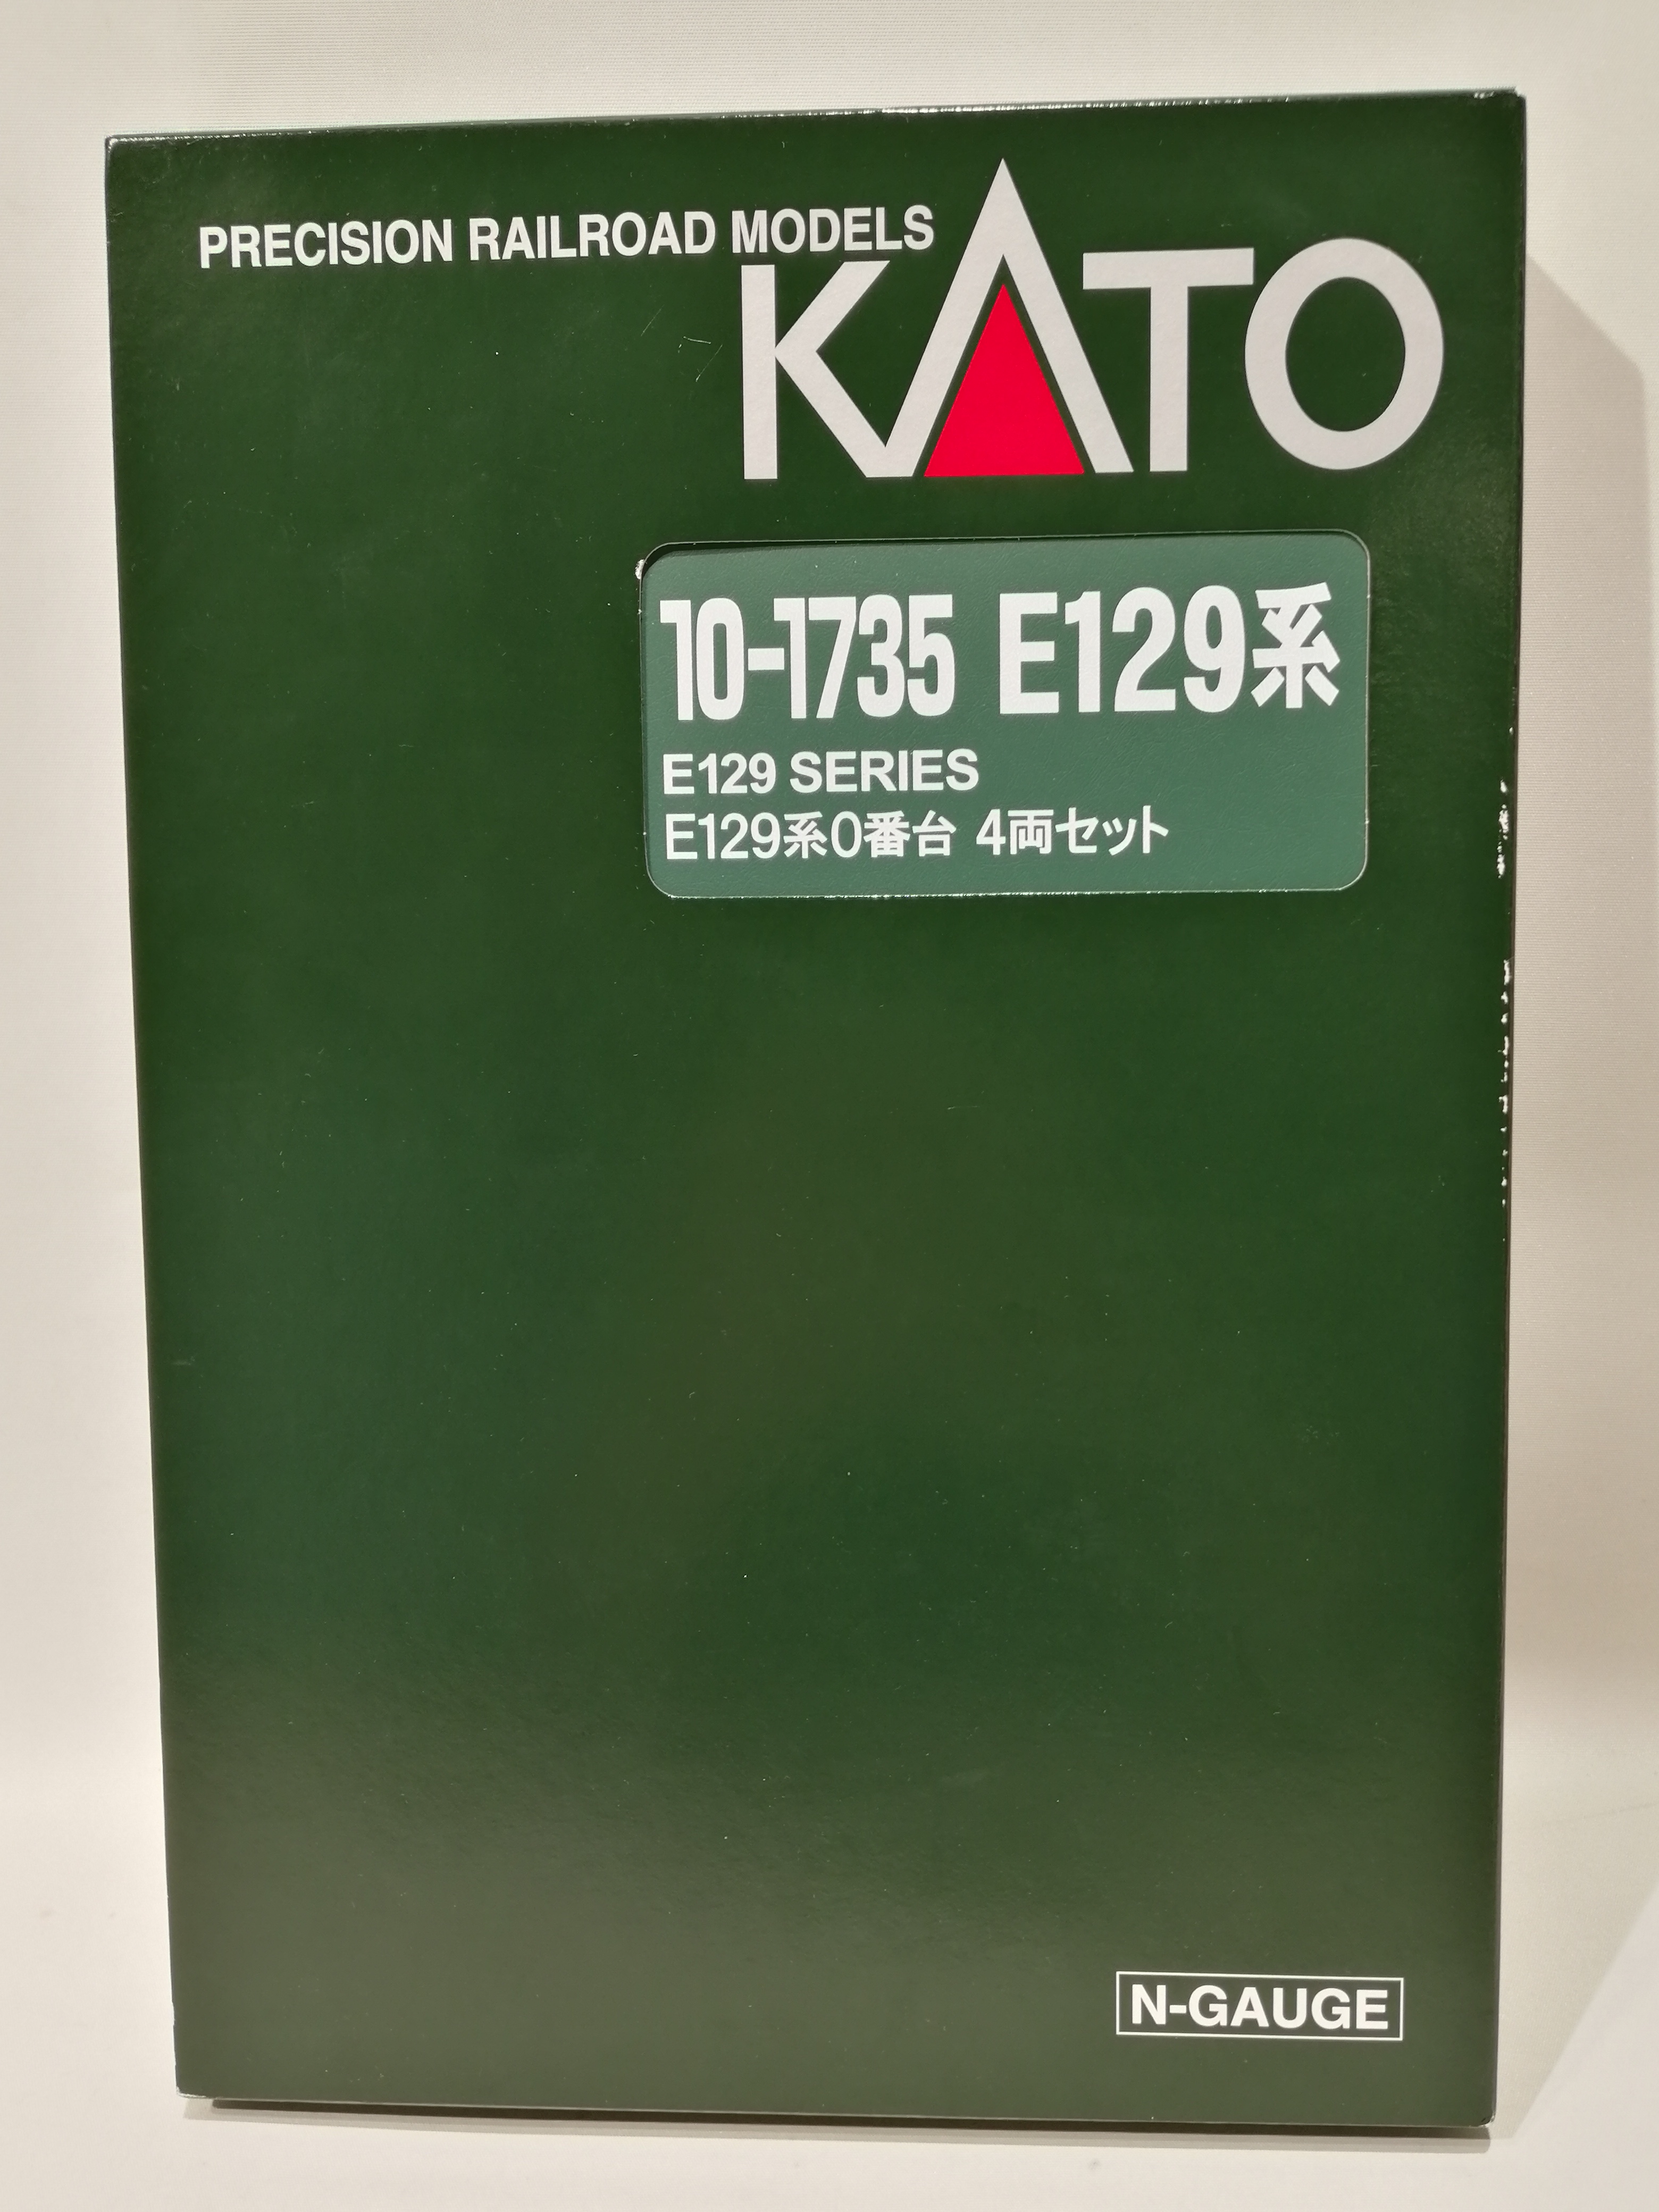 PRECISION RAILROAD MODELS
KATO
10-1735 E129系
E129 SERIES
E129系0番台 4両セット
N-GAUGE